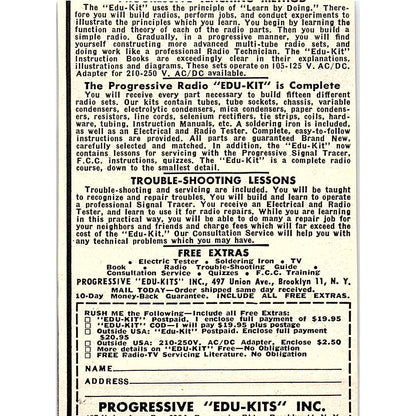 The "Edu-Kit" uses the principle of "Learn by Doing." There-
fore you will build radios, perform jobs, and conduct experiments to
illustrate the principles which you learn. You begin by learning the
function and theory of each of the radio parts. Then you build a
simple radio. Gradually, in a progressive manner, you will find
yourself constructing more advanced multi-tube radio sets, and
doing work like a professional Radio Technician. The "Edu-Kit"
Instruction Books are exceedingly clear in their explanations,
illustrations and diagrams. These sets operate on 105-125 V. AC/DC.
Adapter for 210-250 V. AC/DC available.
The Progressive Radio "EDU-KIT" is Complete
You will receive every part necessary to build fifteen different
radio sets. Our kits contain tubes, tube sockets, chassis, variable
condensers, electrolytic condensers, mica condensers, paper conden-
sers, resistors, line cords, selenium rectifiers, tie strips, coils, hard-
ware, tubing, Instruction Manuals, etc. A soldering iron is included,
as well as an Electrical and Radio Tester. Complete, easy-to-follow
instructions are provided. All parts are guaranteed Brand New,
carefully selected and matched. In addition, the "Edu-Kit" now
contains lessons for servicing with the Progressive Signal Tracer,
F.C.C. instructions, quizzes. The "Edu-Kit" is a complete radio
course, down to the smallest detail.
TROUBLE-SHOOTING LESSONS
Trouble-shooting and servicing are included. You will be taught
to recognize and repair troubles. You will build and learn to operate
a professional Signal Tracer. You receive an Electrical and Radio
Tester, and learn to use it for radio repairs. While you are learning
in this practical way, you will be able to do many a repair job for
your neighbors and friends and charge fees which will far exceed the
cost of the "Edu-Kit." Our Consultation Service will help you with
any technical problems which you may have.
FREE EXTRAS
• Electric Tester • Soldering Iron • TV
Book • Radio Trouble-Shooting Guide •
Consultation Service • Quizzes • F.C.C. Training
PROGRESSIVE "EDU-KITS" INC., 497 Union Ave., Brooklyn 11, N. Y.
MAIL TODAY—Order shipped same day received.
10-Day Money-Back Guarantee. INCLUDE ALL FREE EXTRAS.
RUSH ME the Following—Include all Free Extras:
□ "EDU-KIT" Postpaid, I enclose full payment of $19.95
□ "EDU-KIT" COD—I will pay $19.95 plus postage
□ Outside USA: "Edu-Kit" Postpaid. Enclose full payment
$20.95
□ Outside USA: 210-250V. AC/DC Adapter. Enclose $2.50
□ More details on "EDU-KIT" Free—No Obligation
□ FREE Radio-TV Servicing Literature. No Obligation
NAME
ADDRESS
PROGRESSIVE "EDU-KITS" INC.